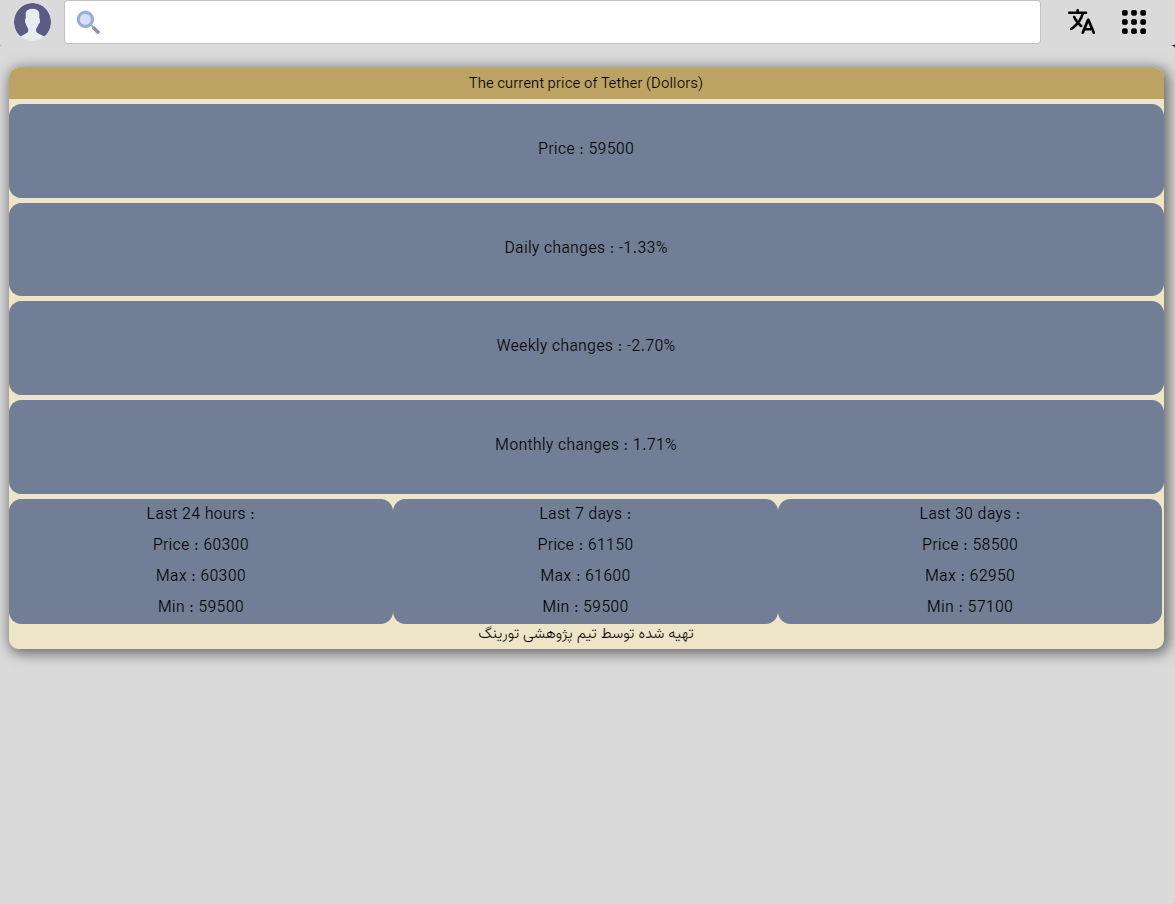 The current price of Tether (Dollors)
Price : 59500
Daily changes : -1.33%
Weekly changes : -2.70%
Monthly changes : 1.71%
Last 24 hours :
Price : 60300
Max : 60300
Min : 59500
Last 7 days :
Price : 61150
Max : 61600
Min : 59500
Last 30 days :
Price : 58500
Max : 62950
Min : 57100
تهیه شده توسط تیم پژوهشی تورینگ